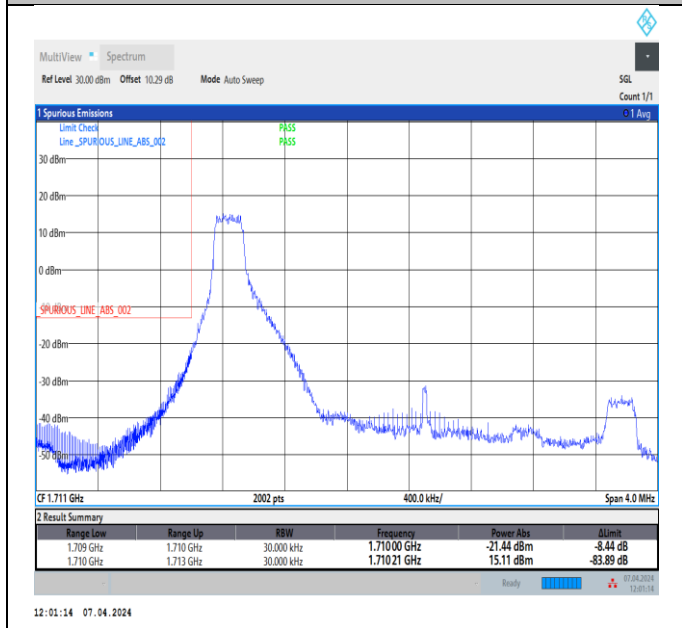 MultiView Spectrum
Ref Level 30.00 dBm Offset 10.29 dB Mode Auto Sweep SGL
Count 1/1
1 Spurious Emissions 1 Avg
Limit Check PASS
Line _SPURIOUS_LINE_ABS_002 PASS
30 dBm
20 dBm
10 dBm
0 dBm
_SPURIOUS_LINE_ABS_002
-20 dBm
-30 dBm
-40 dBm
-50 dBm
CF 1.711 GHz 2002 pts 400.0 kHz/ Span 4.0 MHz
2 Result Summary
Range Low Range Up RBW Frequency Power Abs ΔLimit
1.709 GHz 1.710 GHz 30.000 kHz 1.71000 GHz -21.44 dBm -8.44 dB
1.710 GHz 1.713 GHz 30.000 kHz 1.71021 GHz 15.11 dBm -83.89 dB
Ready 07.04.2024
12:01:14
12:01:14 07.04.2024